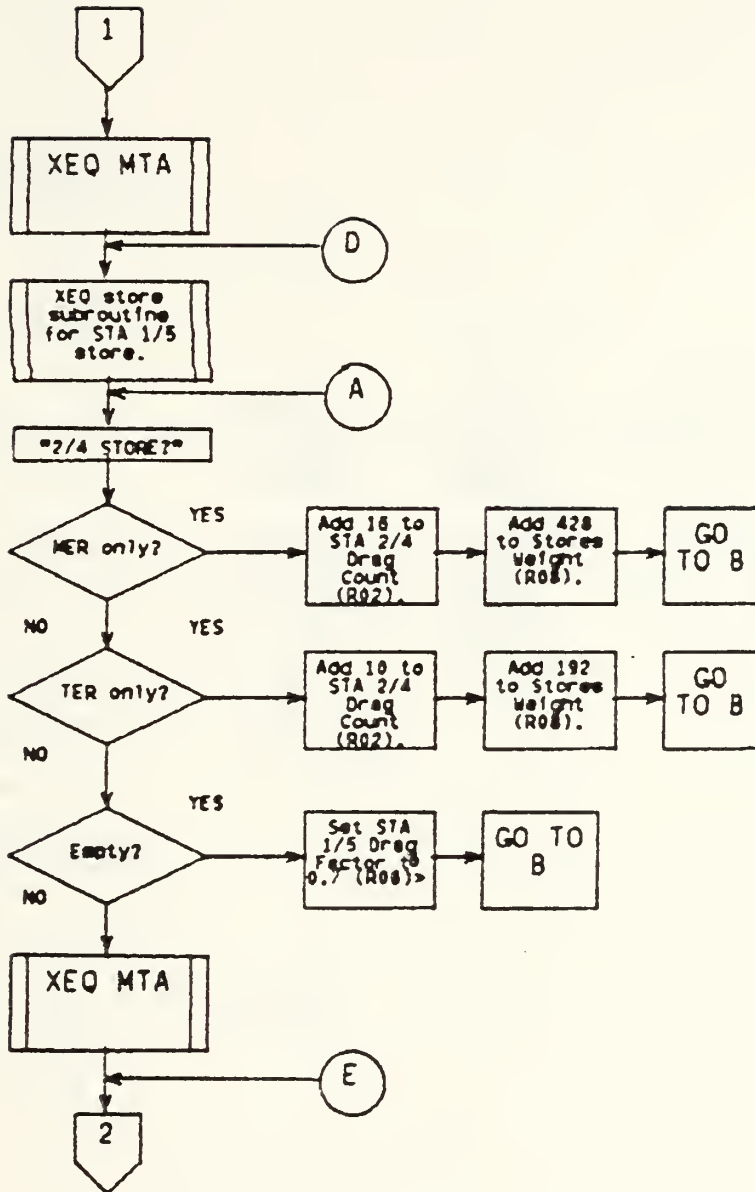 1
XEQ MTA
D
XEQ store
subroutine
for STA 1/5
store.
A
"2/4 STORE?"
MER only?
YES
Add 16 to
STA 2/4
Drag
Count
(R02).
Add 428
to Stores
Weight
(R08).
GO
TO B
NO
YES
TER only?
Add 10 to
STA 2/4
Drag
Count
(R02).
Add 192
to Stores
Weight
(R08).
GO
TO B
NO
YES
Empty?
Set STA
1/5 Drag
Factor to
0.7 (R06)>
GO TO
B
NO
XEQ MTA
E
2